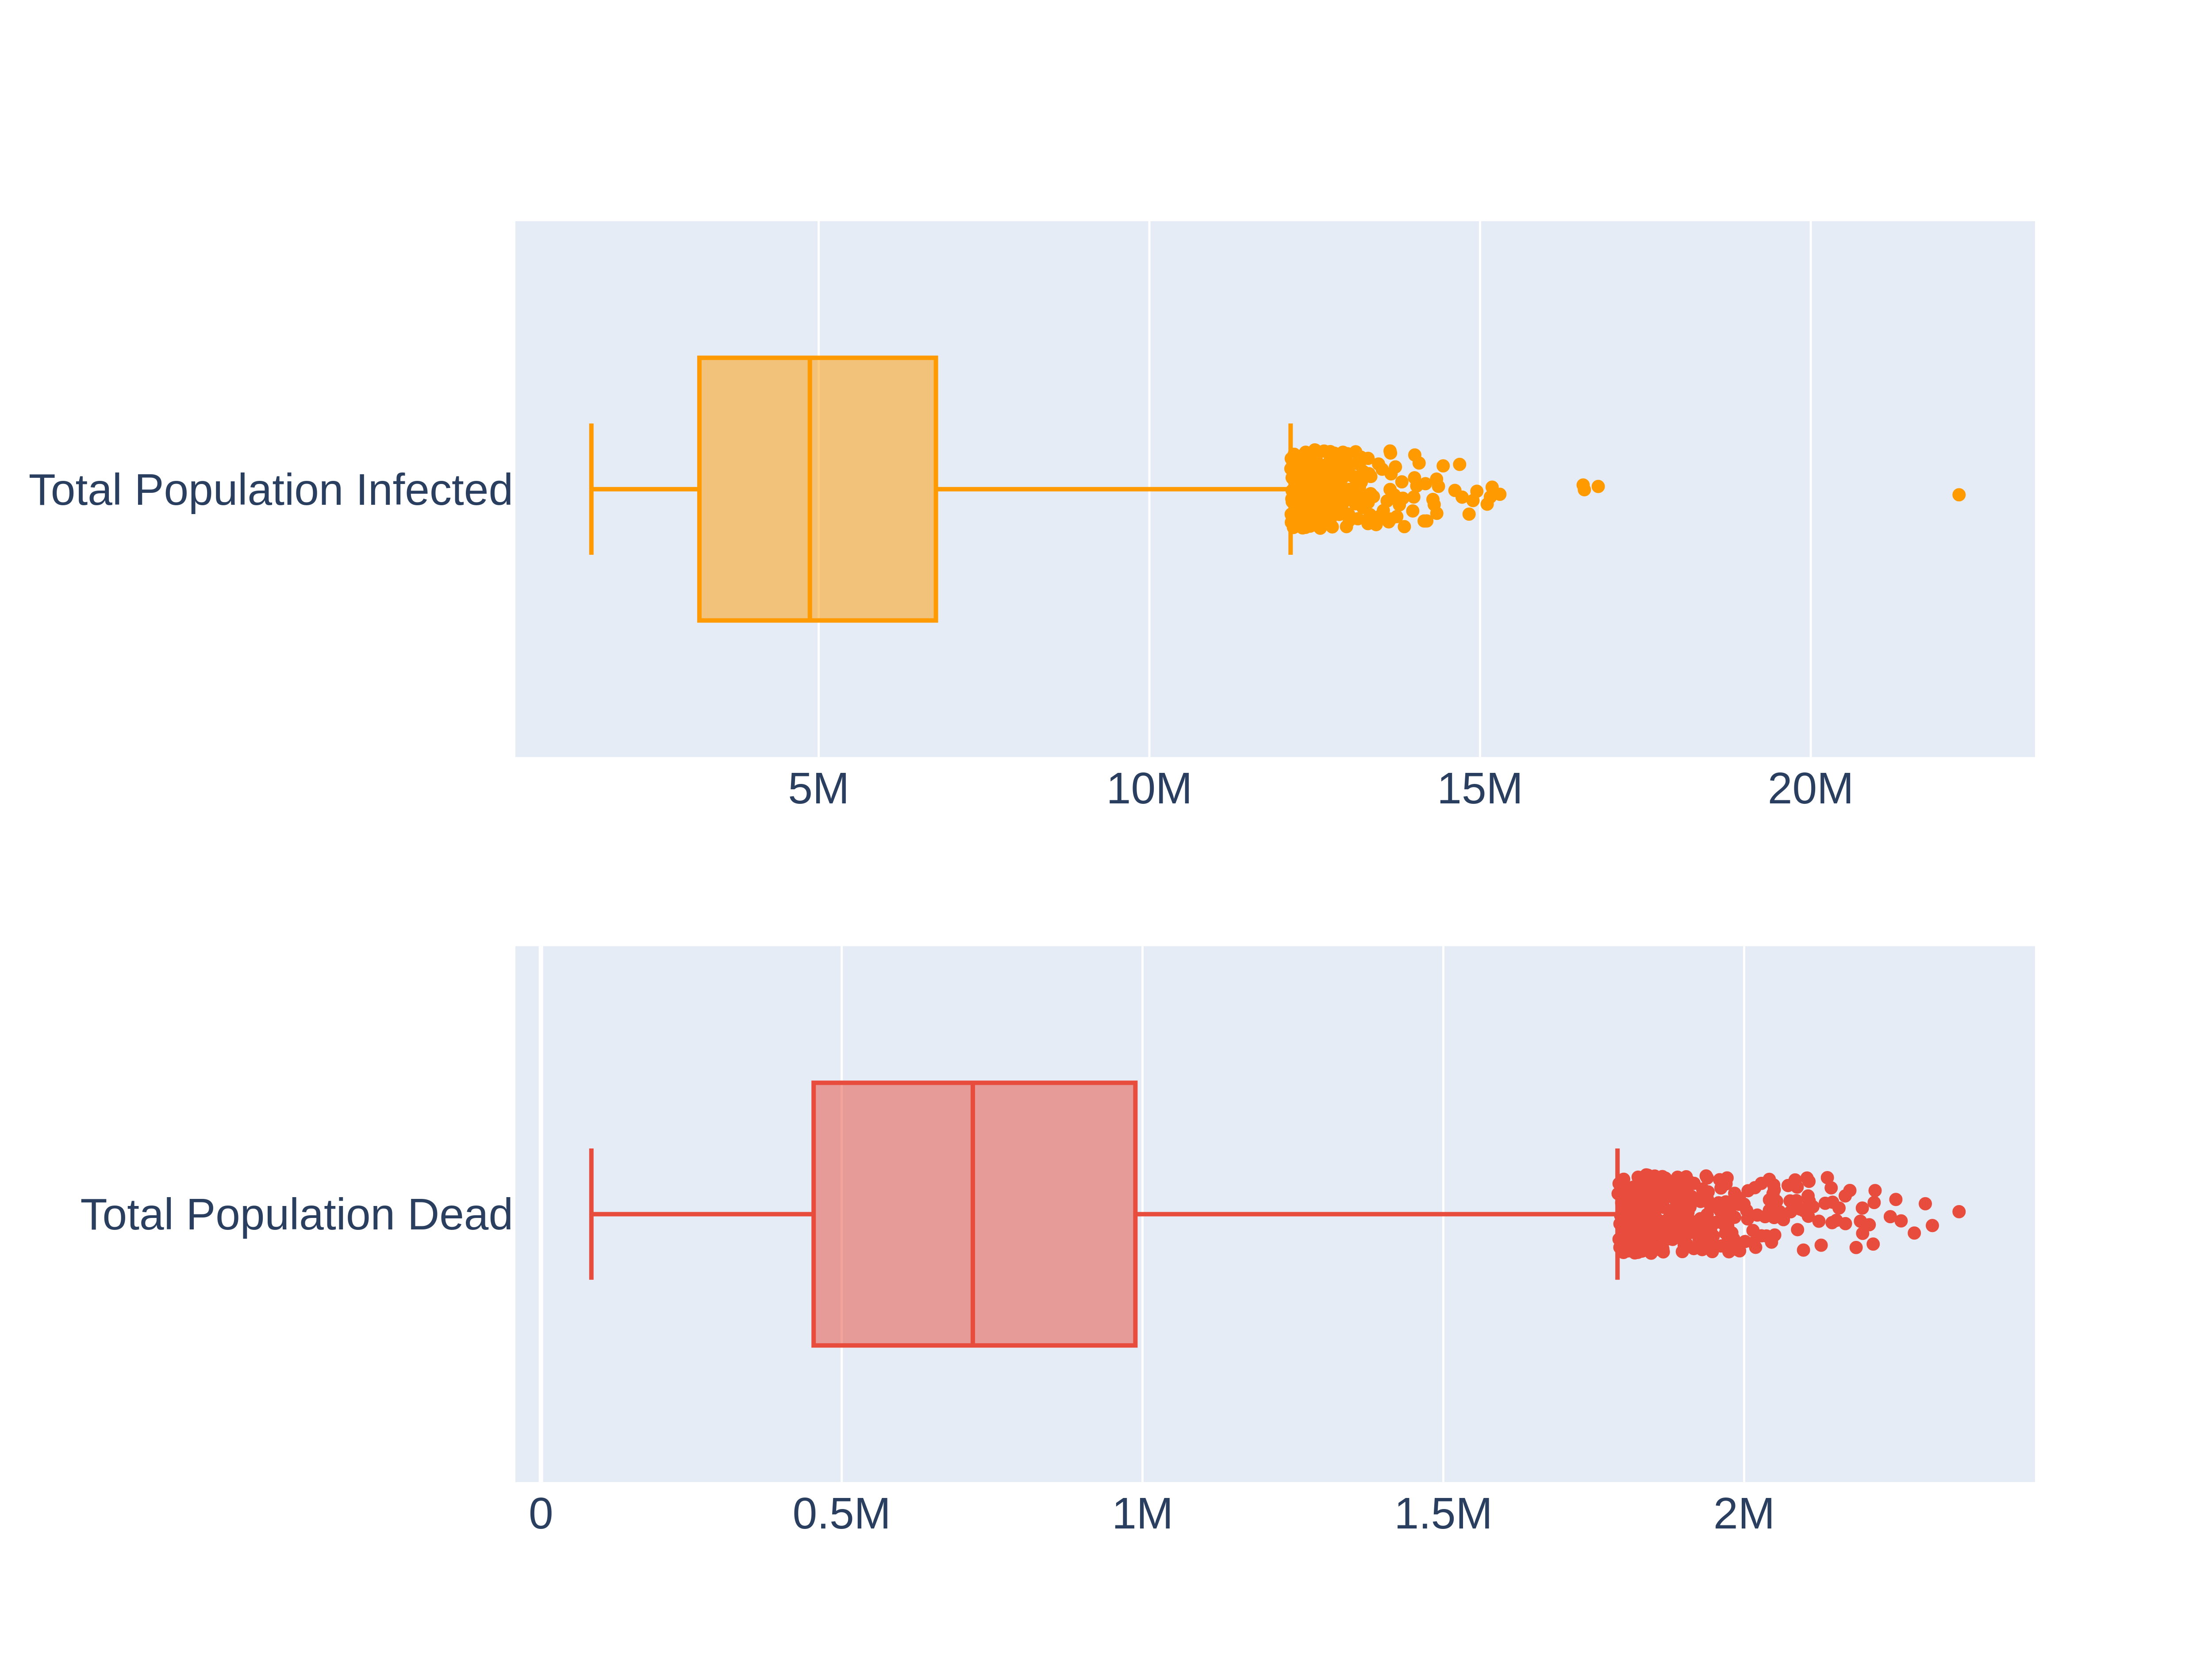 Total Population Infected
5M 10M 15M 20M
Total Population Dead
0 0.5M 1M 1.5M 2M